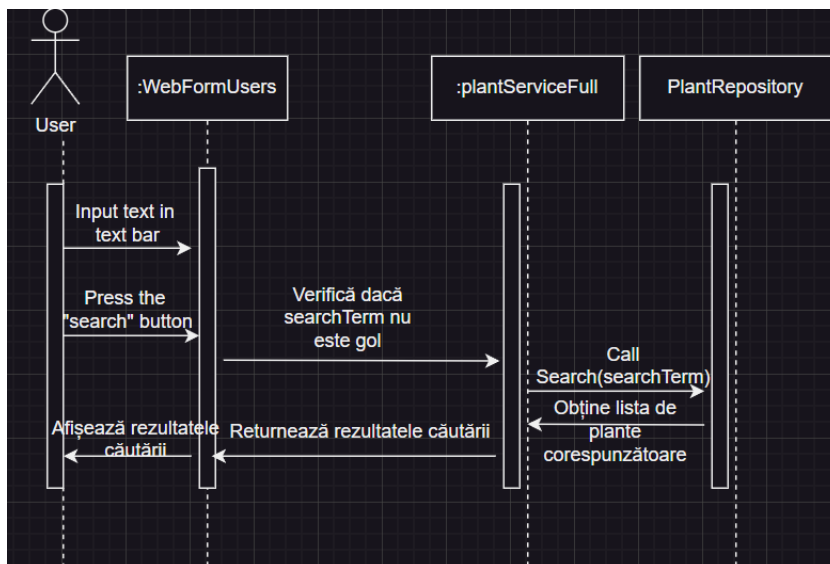 User
:WebFormUsers
:plantServiceFull
PlantRepository
Input text in
text bar
Press the
"search" button
Verifică dacă
searchTerm nu
este gol
Call
Search(searchTerm)
Obține lista de
plante
corespunzătoare
Returnează rezultatele căutării
Afișează rezultatele
căutării